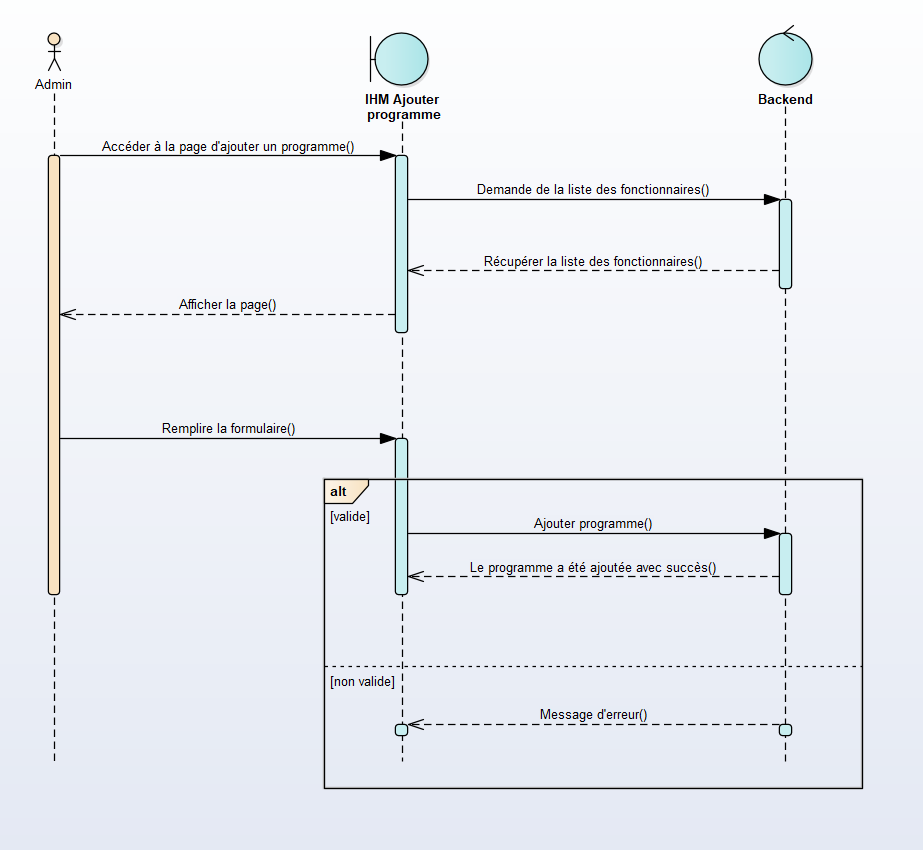 Admin
IHM Ajouter
programme
Backend
Accéder à la page d'ajouter un programme()
Demande de la liste des fonctionnaires()
Récupérer la liste des fonctionnaires()
Afficher la page()
Remplire la formulaire()
alt
[valide]
Ajouter programme()
Le programme a été ajoutée avec succès()
[non valide]
Message d'erreur()